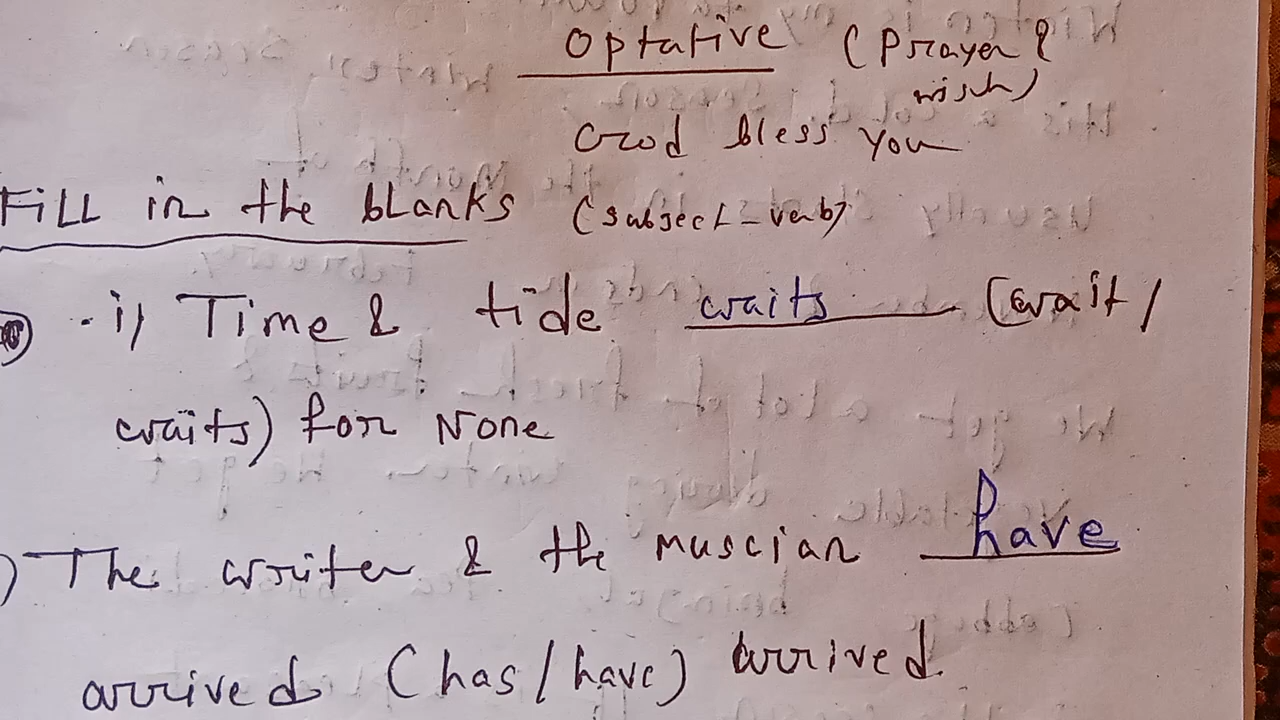 Optative (Prayer &
wish)
God bless you
Fill in the blanks (subject-verb)
i) Time & tide waits (wait/
waits) for None
) The writer & the muscian have
arrived (has/have) arrived.